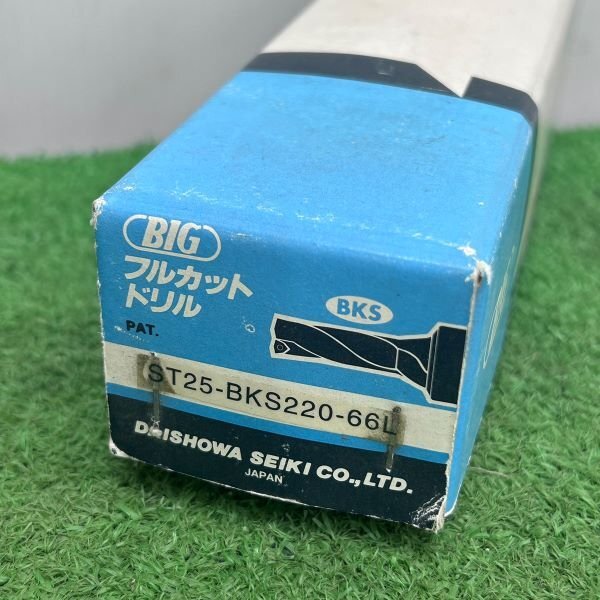 BIG
フルカット
ドリル
PAT.
BKS
ST25-BKS220-66L
DAISHOWA SEIKI CO.,LTD.
JAPAN